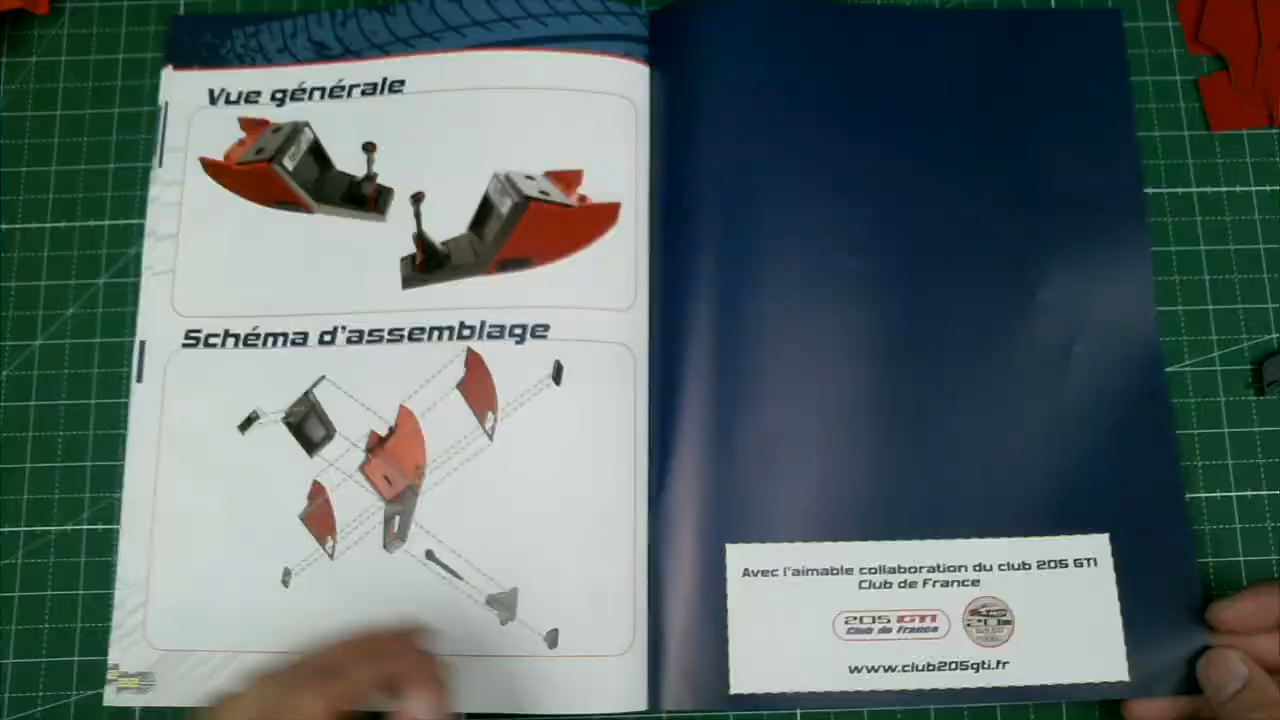 Vue générale
Schéma d'assemblage
Avec l'aimable collaboration du club 205 GTI
Club de France
205 GTI
Club de France
www.club205gti.fr